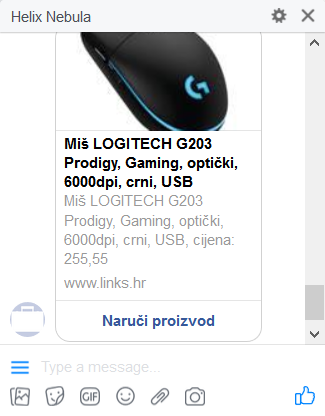 Helix Nebula
Miš LOGITECH G203
Prodigy, Gaming, optički,
6000dpi, crni, USB
Miš LOGITECH G203
Prodigy, Gaming, optički,
6000dpi, crni, USB, cijena:
255,55
www.links.hr
Naruči proizvod
Type a message...
GIF